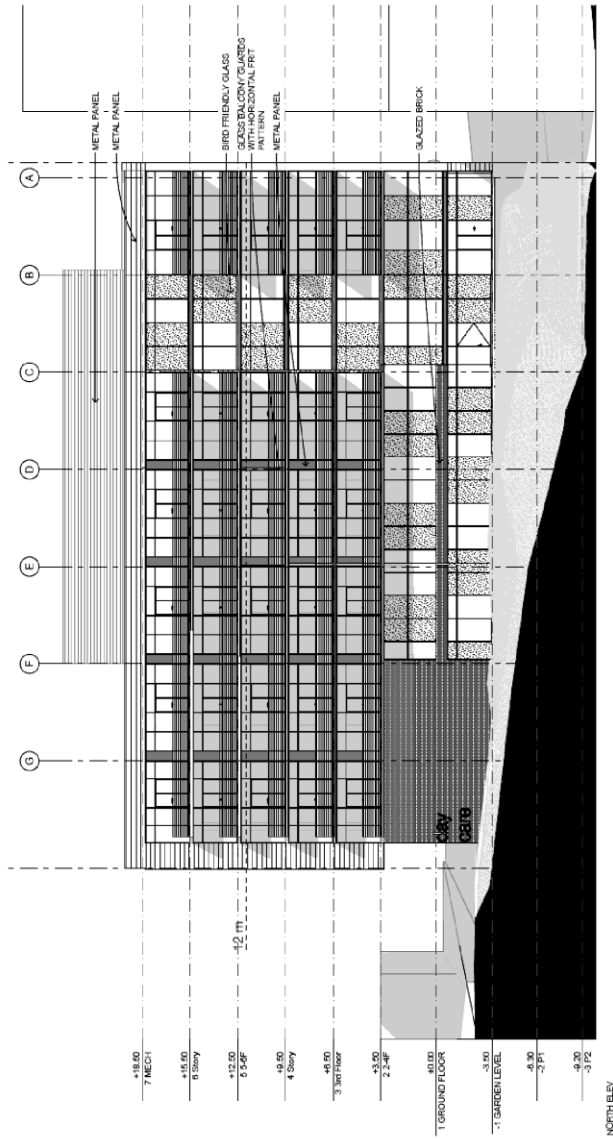 METAL PANEL
METAL PANEL
BIRD FRIENDLY GLASS
GLASS BALCONY GUARDS
WITH HORIZONTAL FRIT
PATTERN
METAL PANEL
GLAZED BRICK
A
B
C
D
E
F
G
12 m
day
care
+18.60
7 MECH
+15.50
6 Story
+12.50
5 5-6F
+9.50
4 Story
+6.50
3 3rd Floor
+3.50
2 2-4F
±0.00
1 GROUND FLOOR
-3.50
-1 GARDEN LEVEL
-6.30
-2 P1
-9.20
-3 P2
NORTH ELEV